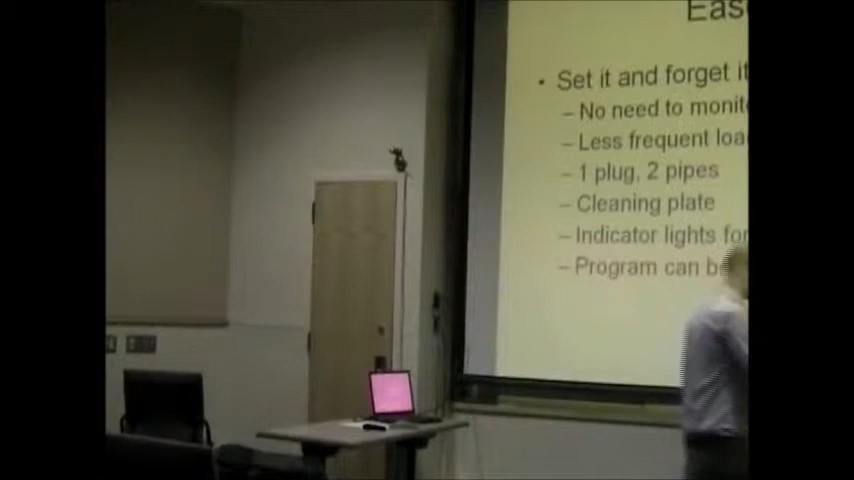 Eas
• Set it and forget it
– No need to monit
– Less frequent loa
– 1 plug, 2 pipes
– Cleaning plate
– Indicator lights for
– Program can b